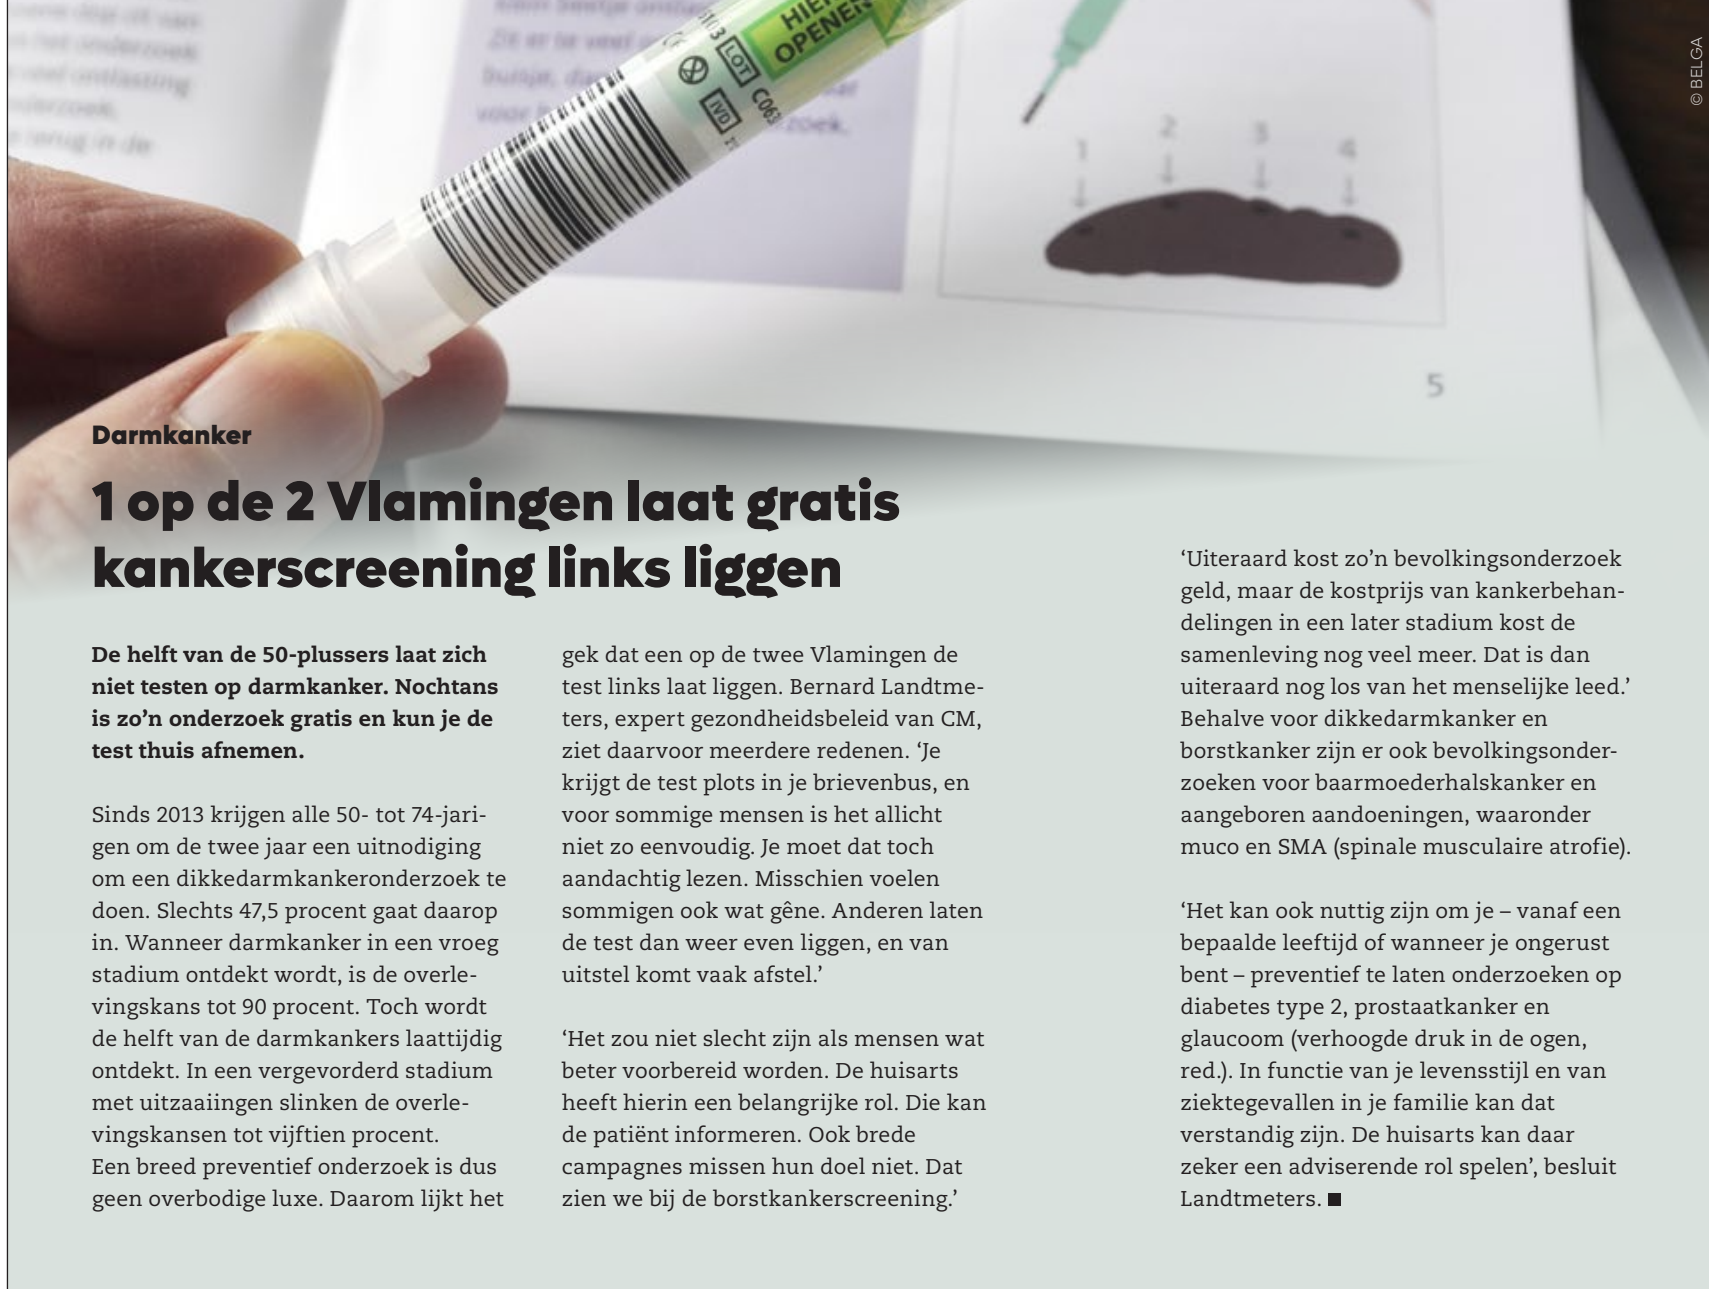 HIER
OPENEN
LOT
IVD
zoek.
1
2
3
4
5
© BELGA
Darmkanker
1 op de 2 Vlamingen laat gratis
kankerscreening links liggen
De helft van de 50-plussers laat zich
niet testen op darmkanker. Nochtans
is zo’n onderzoek gratis en kun je de
test thuis afnemen.
Sinds 2013 krijgen alle 50- tot 74-jari-
gen om de twee jaar een uitnodiging
om een dikkedarmkankeronderzoek te
doen. Slechts 47,5 procent gaat daarop
in. Wanneer darmkanker in een vroeg
stadium ontdekt wordt, is de overle-
vingskans tot 90 procent. Toch wordt
de helft van de darmkankers laattijdig
ontdekt. In een vergevorderd stadium
met uitzaaiingen slinken de overle-
vingskansen tot vijftien procent.
Een breed preventief onderzoek is dus
geen overbodige luxe. Daarom lijkt het
gek dat een op de twee Vlamingen de
test links laat liggen. Bernard Landtme-
ters, expert gezondheidsbeleid van CM,
ziet daarvoor meerdere redenen. ‘Je
krijgt de test plots in je brievenbus, en
voor sommige mensen is het allicht
niet zo eenvoudig. Je moet dat toch
aandachtig lezen. Misschien voelen
sommigen ook wat gêne. Anderen laten
de test dan weer even liggen, en van
uitstel komt vaak afstel.’
‘Het zou niet slecht zijn als mensen wat
beter voorbereid worden. De huisarts
heeft hierin een belangrijke rol. Die kan
de patiënt informeren. Ook brede
campagnes missen hun doel niet. Dat
zien we bij de borstkankerscreening.’
‘Uiteraard kost zo’n bevolkingsonderzoek
geld, maar de kostprijs van kankerbehan-
delingen in een later stadium kost de
samenleving nog veel meer. Dat is dan
uiteraard nog los van het menselijke leed.’
Behalve voor dikkedarmkanker en
borstkanker zijn er ook bevolkingsonder-
zoeken voor baarmoederhalskanker en
aangeboren aandoeningen, waaronder
muco en SMA (spinale musculaire atrofie).
‘Het kan ook nuttig zijn om je – vanaf een
bepaalde leeftijd of wanneer je ongerust
bent – preventief te laten onderzoeken op
diabetes type 2, prostaatkanker en
glaucoom (verhoogde druk in de ogen,
red.). In functie van je levensstijl en van
ziektegevallen in je familie kan dat
verstandig zijn. De huisarts kan daar
zeker een adviserende rol spelen’, besluit
Landtmeters. ■